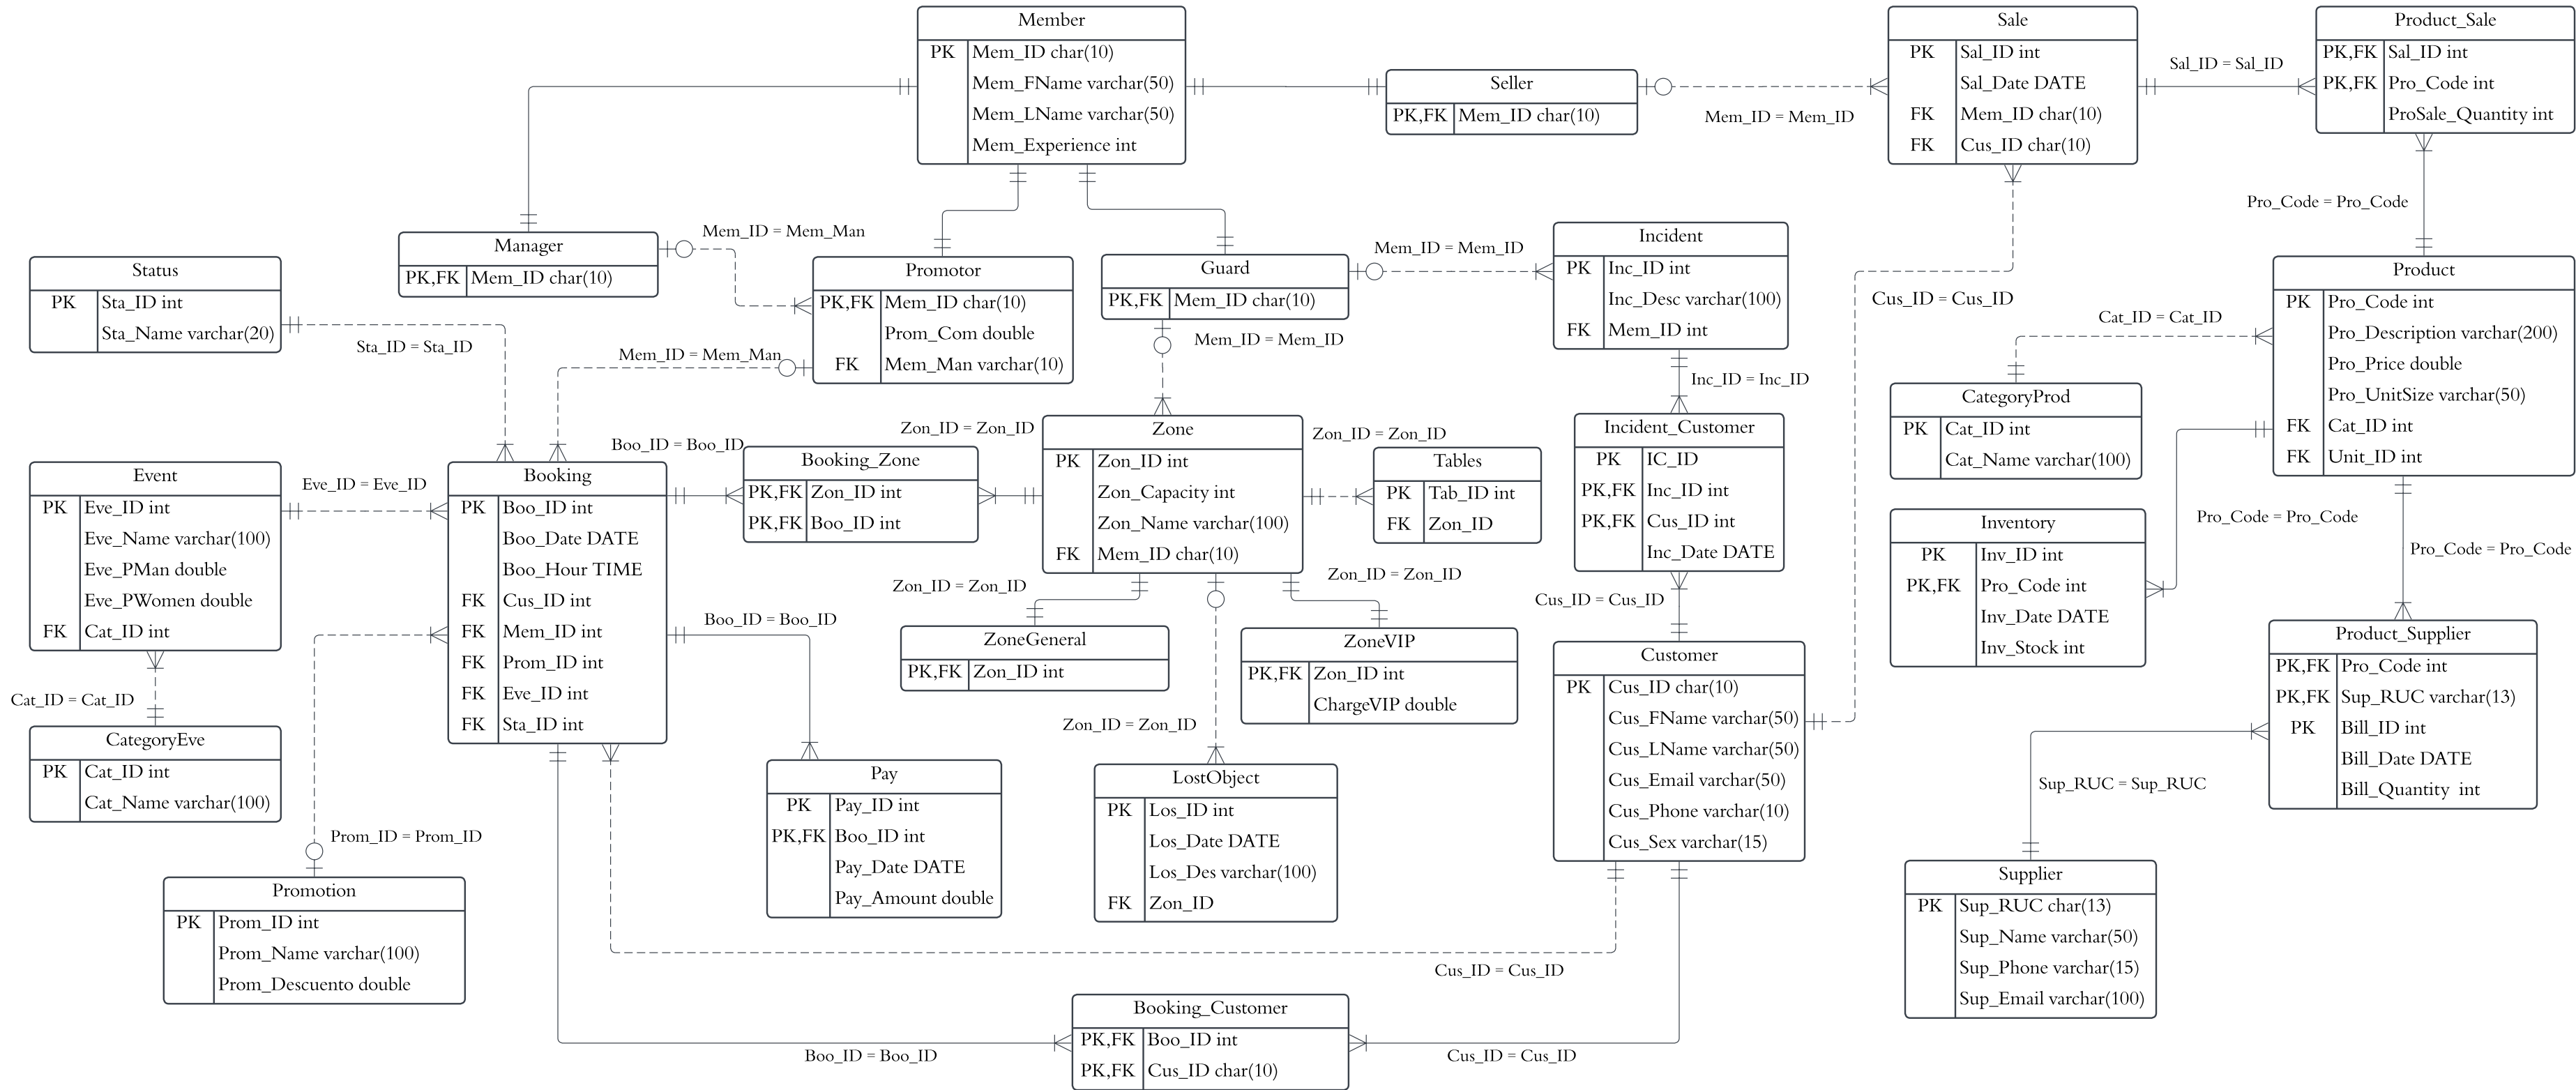 Member
PK Mem_ID char(10)
Mem_FName varchar(50)
Mem_LName varchar(50)
Mem_Experience int
Seller
PK,FK Mem_ID char(10)
Mem_ID = Mem_ID
Sale
PK Sal_ID int
Sal_Date DATE
FK Mem_ID char(10)
FK Cus_ID char(10)
Sal_ID = Sal_ID
Product_Sale
PK,FK Sal_ID int
PK,FK Pro_Code int
ProSale_Quantity int
Pro_Code = Pro_Code
Manager
PK,FK Mem_ID char(10)
Mem_ID = Mem_Man
Status
PK Sta_ID int
Sta_Name varchar(20)
Sta_ID = Sta_ID
Promotor
PK,FK Mem_ID char(10)
Prom_Com double
FK Mem_Man varchar(10)
Mem_ID = Mem_Man
Guard
PK,FK Mem_ID char(10)
Mem_ID = Mem_ID
Mem_ID = Mem_ID
Incident
PK Inc_ID int
Inc_Desc varchar(100)
FK Mem_ID int
Inc_ID = Inc_ID
Cus_ID = Cus_ID
Product
PK Pro_Code int
Pro_Description varchar(200)
Pro_Price double
Pro_UnitSize varchar(50)
FK Cat_ID int
FK Unit_ID int
Cat_ID = Cat_ID
CategoryProd
PK Cat_ID int
Cat_Name varchar(100)
Event
PK Eve_ID int
Eve_Name varchar(100)
Eve_PMan double
Eve_PWomen double
FK Cat_ID int
Eve_ID = Eve_ID
Booking
PK Boo_ID int
Boo_Date DATE
Boo_Hour TIME
FK Cus_ID int
FK Mem_ID int
FK Prom_ID int
FK Eve_ID int
FK Sta_ID int
Boo_ID = Boo_ID
Booking_Zone
PK,FK Zon_ID int
PK,FK Boo_ID int
Zon_ID = Zon_ID
Zone
PK Zon_ID int
Zon_Capacity int
Zon_Name varchar(100)
FK Mem_ID char(10)
Zon_ID = Zon_ID
Tables
PK Tab_ID int
FK Zon_ID
Incident_Customer
PK IC_ID
PK,FK Inc_ID int
PK,FK Cus_ID int
Inc_Date DATE
Cus_ID = Cus_ID
Inventory
PK Inv_ID int
PK,FK Pro_Code int
Inv_Date DATE
Inv_Stock int
Pro_Code = Pro_Code
Pro_Code = Pro_Code
Zon_ID = Zon_ID
Zon_ID = Zon_ID
ZoneGeneral
PK,FK Zon_ID int
ZoneVIP
PK,FK Zon_ID int
ChargeVIP double
Zon_ID = Zon_ID
Boo_ID = Boo_ID
Cat_ID = Cat_ID
CategoryEve
PK Cat_ID int
Cat_Name varchar(100)
Customer
PK Cus_ID char(10)
Cus_FName varchar(50)
Cus_LName varchar(50)
Cus_Email varchar(50)
Cus_Phone varchar(10)
Cus_Sex varchar(15)
Product_Supplier
PK,FK Pro_Code int
PK,FK Sup_RUC varchar(13)
PK Bill_ID int
Bill_Date DATE
Bill_Quantity int
Sup_RUC = Sup_RUC
Pay
PK Pay_ID int
PK,FK Boo_ID int
Pay_Date DATE
Pay_Amount double
LostObject
PK Los_ID int
Los_Date DATE
Los_Des varchar(100)
FK Zon_ID
Prom_ID = Prom_ID
Promotion
PK Prom_ID int
Prom_Name varchar(100)
Prom_Descuento double
Supplier
PK Sup_RUC char(13)
Sup_Name varchar(50)
Sup_Phone varchar(15)
Sup_Email varchar(100)
Cus_ID = Cus_ID
Booking_Customer
PK,FK Boo_ID int
PK,FK Cus_ID char(10)
Boo_ID = Boo_ID
Cus_ID = Cus_ID